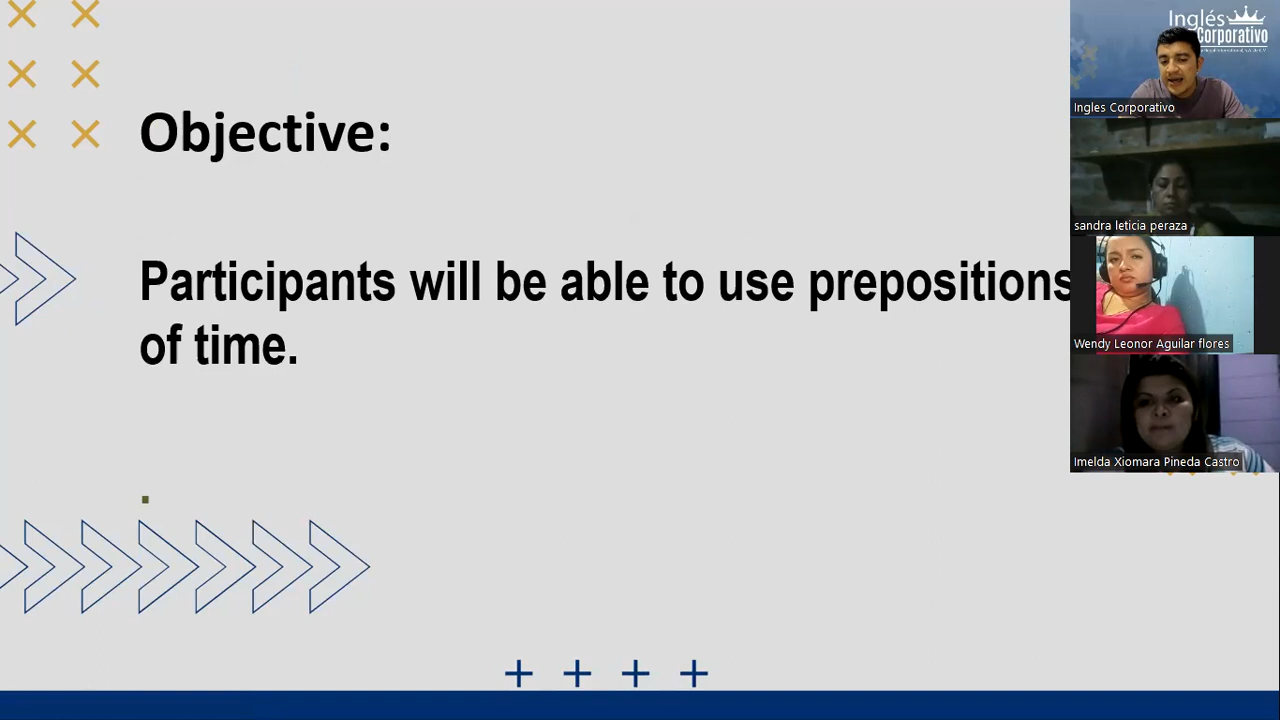 Objective:
Participants will be able to use prepositions
of time.
Inglés
Corporativo
Ingles Corporativo
sandra leticia peraza
Wendy Leonor Aguilar flores
Imelda Xiomara Pineda Castro